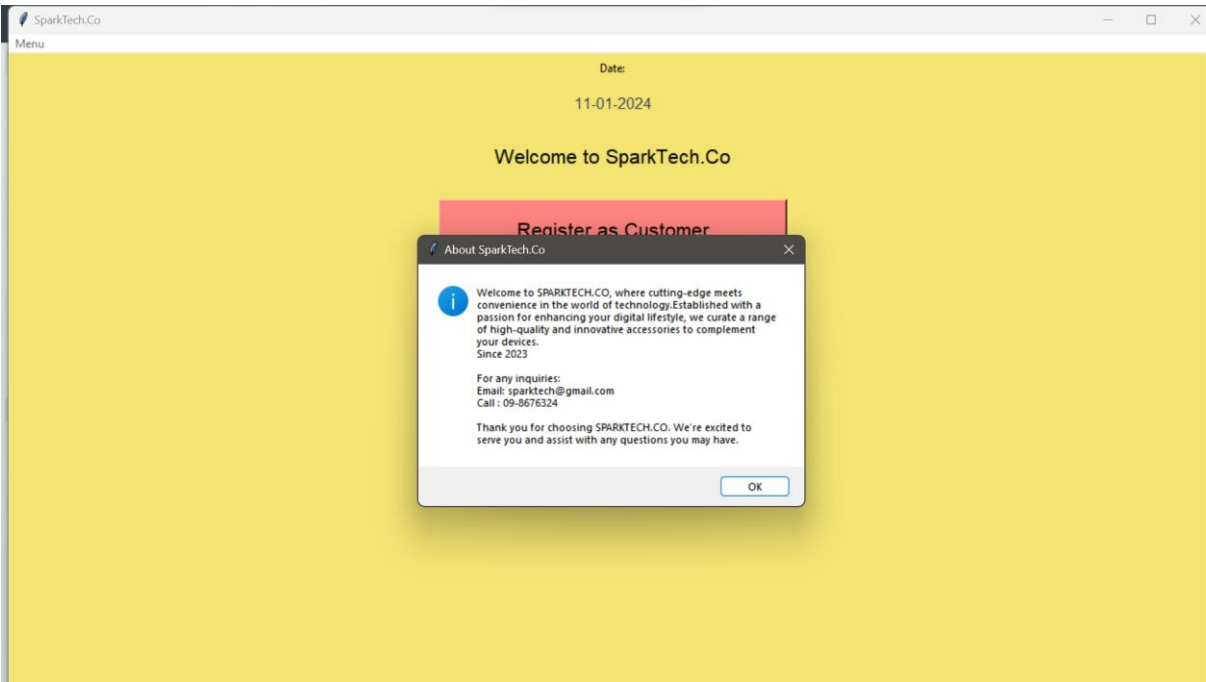 SparkTech.Co
Menu
Date:
11-01-2024
Welcome to SparkTech.Co
Register as Customer
About SparkTech.Co
Welcome to SPARKTECH.CO, where cutting-edge meets
convenience in the world of technology.Established with a
passion for enhancing your digital lifestyle, we curate a range
of high-quality and innovative accessories to complement
your devices.
Since 2023
For any inquiries:
Email: sparktech@gmail.com
Call : 09-8676324
Thank you for choosing SPARKTECH.CO. We're excited to
serve you and assist with any questions you may have.
OK